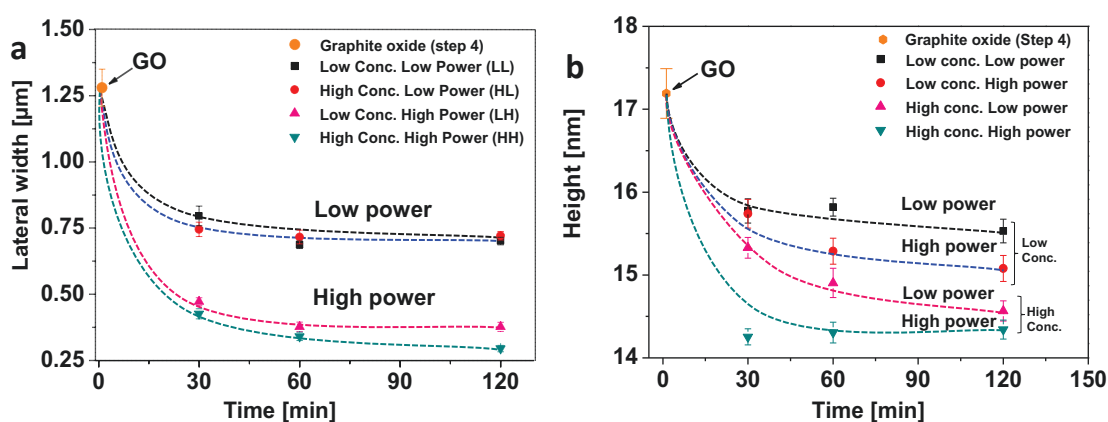 a
1.50
1.25
1.00
0.75
0.50
0.25
Lateral width [µm]
GO
Graphite oxide (step 4)
Low Conc. Low Power (LL)
High Conc. Low Power (HL)
Low Conc. High Power (LH)
High Conc. High Power (HH)
Low power
High power
0
30
60
90
120
Time [min]
b
18
17
16
15
14
Height [nm]
GO
Graphite oxide (Step 4)
Low conc. Low power
Low conc. High power
High conc. Low power
High conc. High power
Low power
High power
Low
Conc.
Low power
High power
High
Conc.
0
30
60
90
120
150
Time [min]